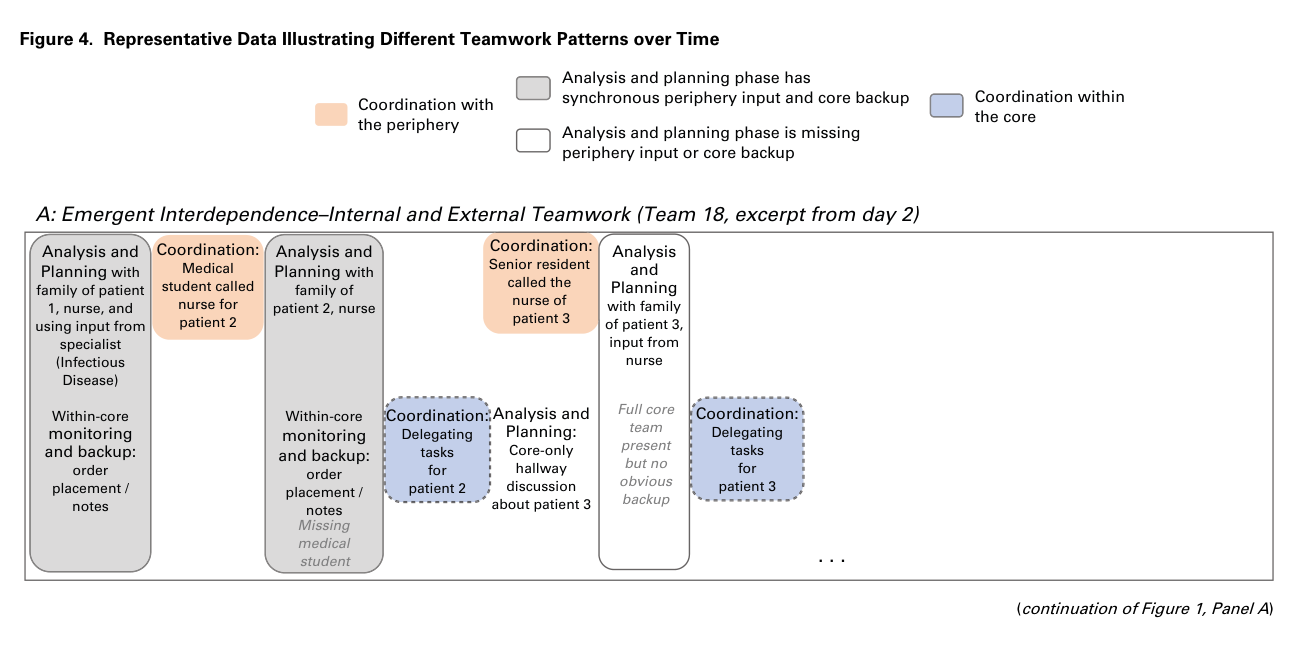 Figure 4. Representative Data Illustrating Different Teamwork Patterns over Time
Coordination with
the periphery
Analysis and planning phase has
synchronous periphery input and core backup
Analysis and planning phase is missing
periphery input or core backup
Coordination within
the core
A: Emergent Interdependence–Internal and External Teamwork (Team 18, excerpt from day 2)
Analysis and
Planning with
family of patient
1, nurse, and
using input from
specialist
(Infectious
Disease)
Within-core
monitoring
and backup:
order
placement /
notes
Coordination:
Medical
student called
nurse for
patient 2
Analysis and
Planning with
family of
patient 2, nurse
Within-core
monitoring
and backup:
order
placement /
notes
Missing
medical
student
Coordination:
Delegating
tasks
for
patient 2
Coordination:
Senior resident
called the
nurse of
patient 3
Analysis and
Planning:
Core-only
hallway
discussion
about patient 3
Analysis
and
Planning
with family
of patient 3,
input from
nurse
Full core
team
present
but no
obvious
backup
Coordination:
Delegating
tasks
for
patient 3
. . .
(continuation of Figure 1, Panel A)